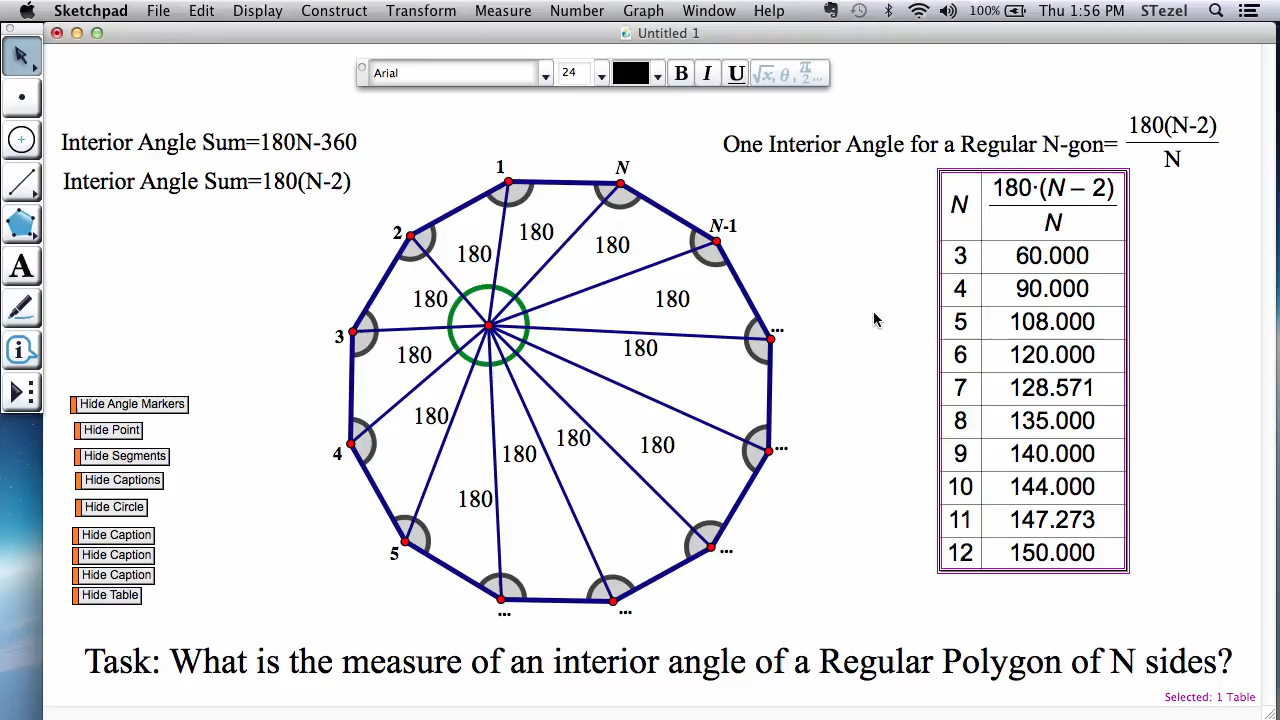 Sketchpad File Edit Display Construct Transform Measure Number Graph Window Help 100% Thu 1:56 PM STezel
Untitled 1
Arial 24 B I U √x, θ, π/2...
Interior Angle Sum=180N-360
Interior Angle Sum=180(N-2)
One Interior Angle for a Regular N-gon= 180(N-2)
N
1 N
2 N-1
3 ...
4 ...
5 ...
... ...
180 180 180
180 180
180 180
180 180 180
180 180
N 180·(N – 2)
N
3 60.000
4 90.000
5 108.000
6 120.000
7 128.571
8 135.000
9 140.000
10 144.000
11 147.273
12 150.000
A
Hide Angle Markers
Hide Point
Hide Segments
Hide Captions
Hide Circle
Hide Caption
Hide Caption
Hide Caption
Hide Table
Task: What is the measure of an interior angle of a Regular Polygon of N sides?
Selected: 1 Table